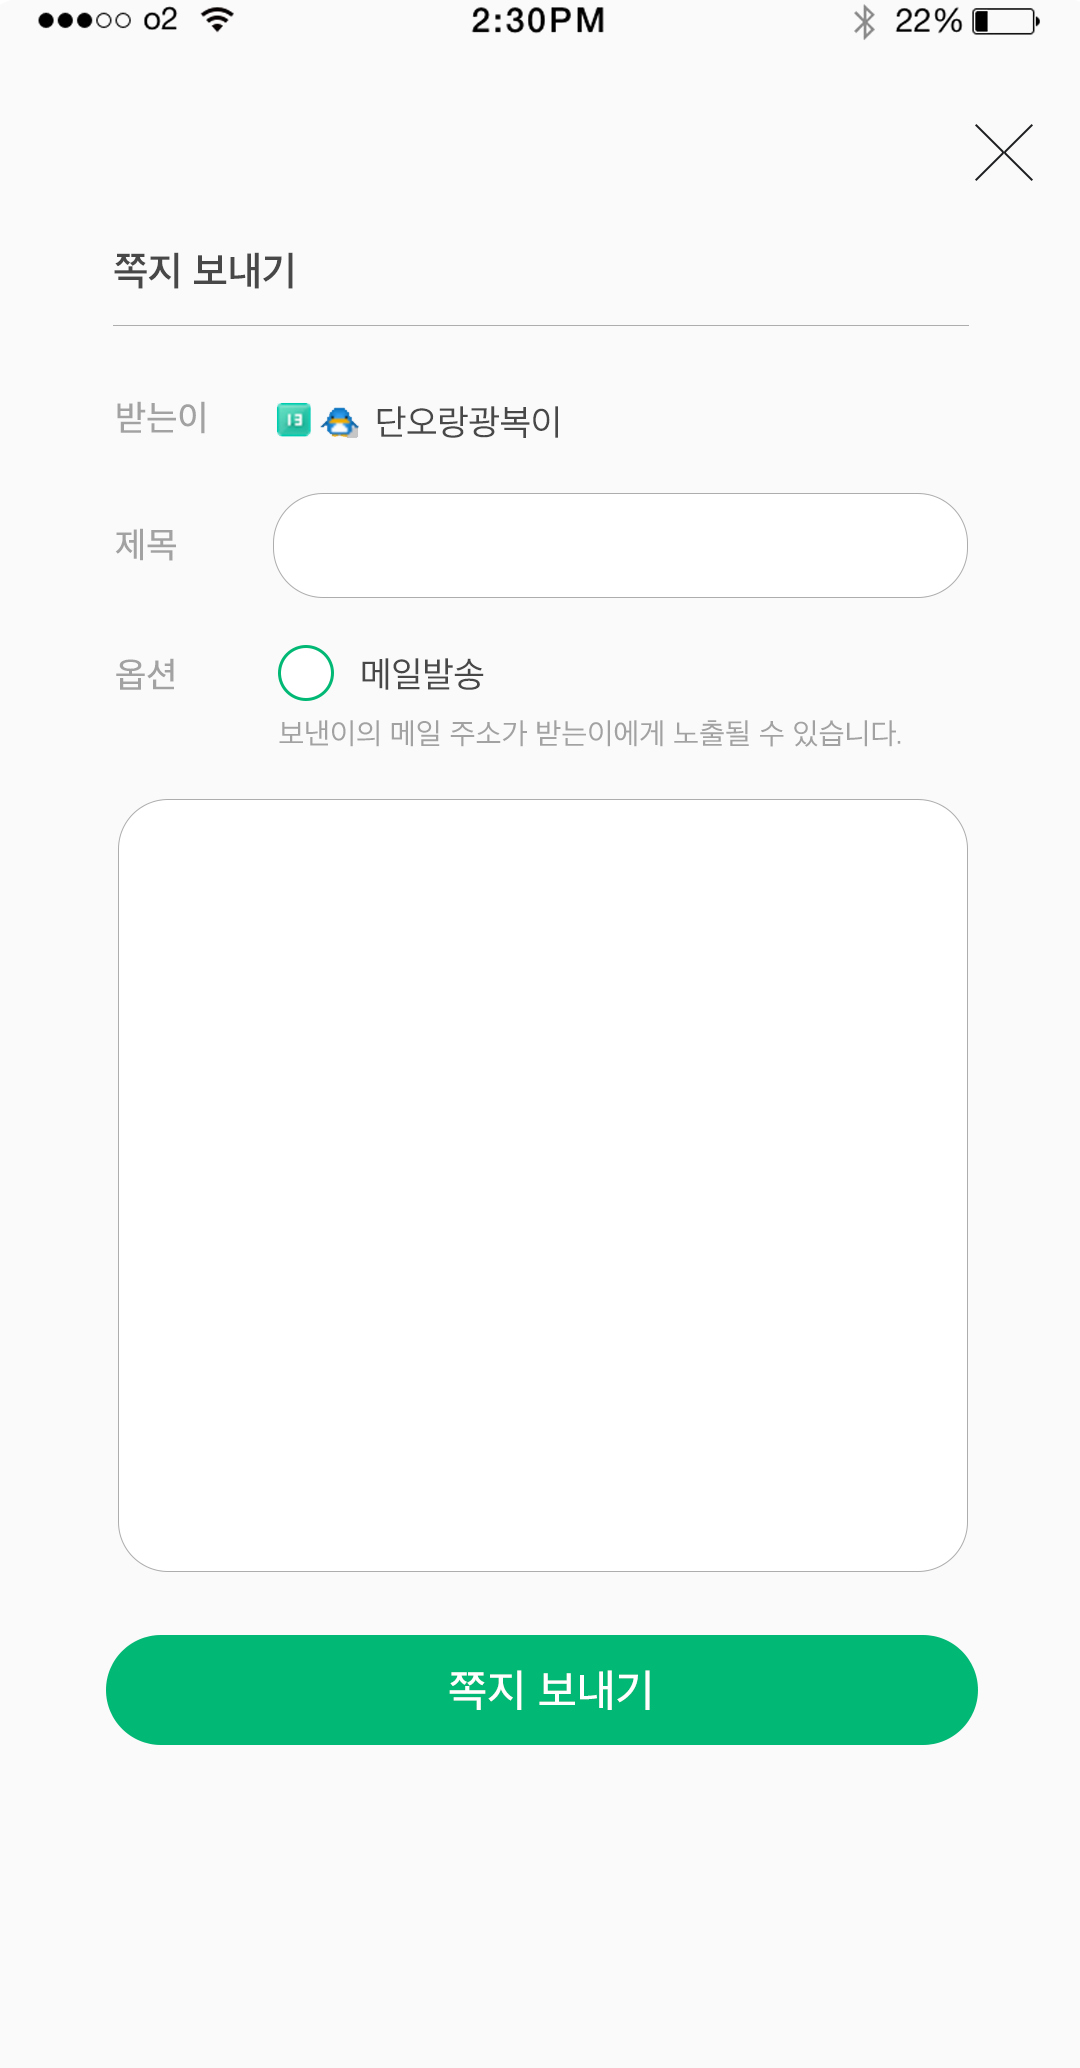 ●●●○○ o2 2:30PM 22%
쪽지 보내기
받는이 13 단오랑광복이
제목
옵션 메일발송
보낸이의 메일 주소가 받는이에게 노출될 수 있습니다.
쪽지 보내기